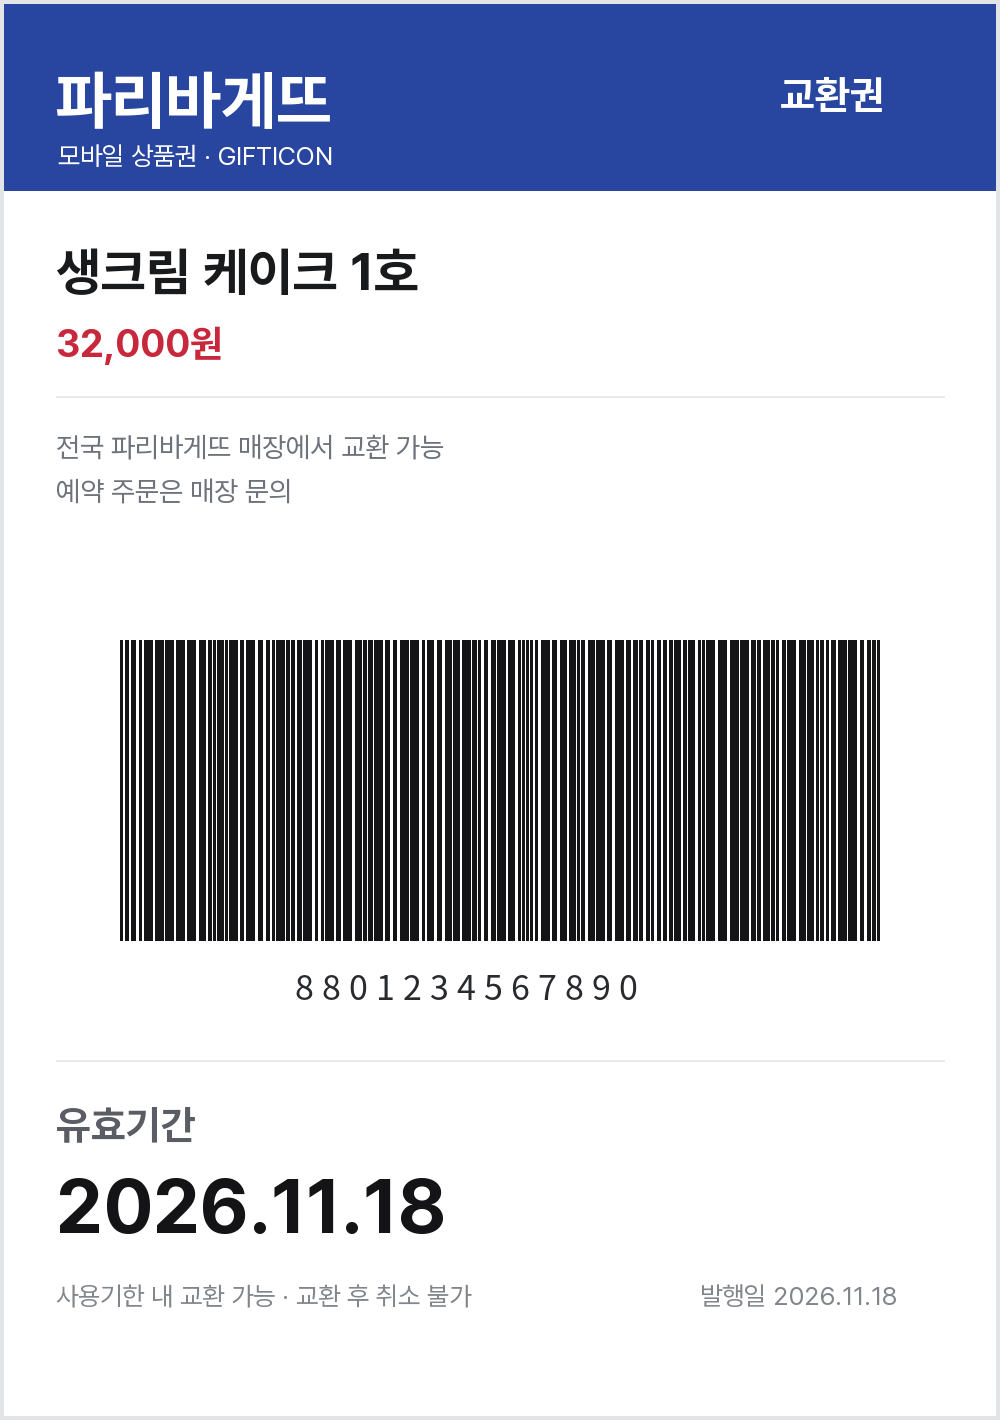 파리바게뜨
교환권
모바일 상품권 · GIFTICON
생크림 케이크 1호
32,000원
전국 파리바게뜨 매장에서 교환 가능
예약 주문은 매장 문의
8801234567890
유효기간
2026.11.18
사용기한 내 교환 가능 · 교환 후 취소 불가
발행일 2026.11.18